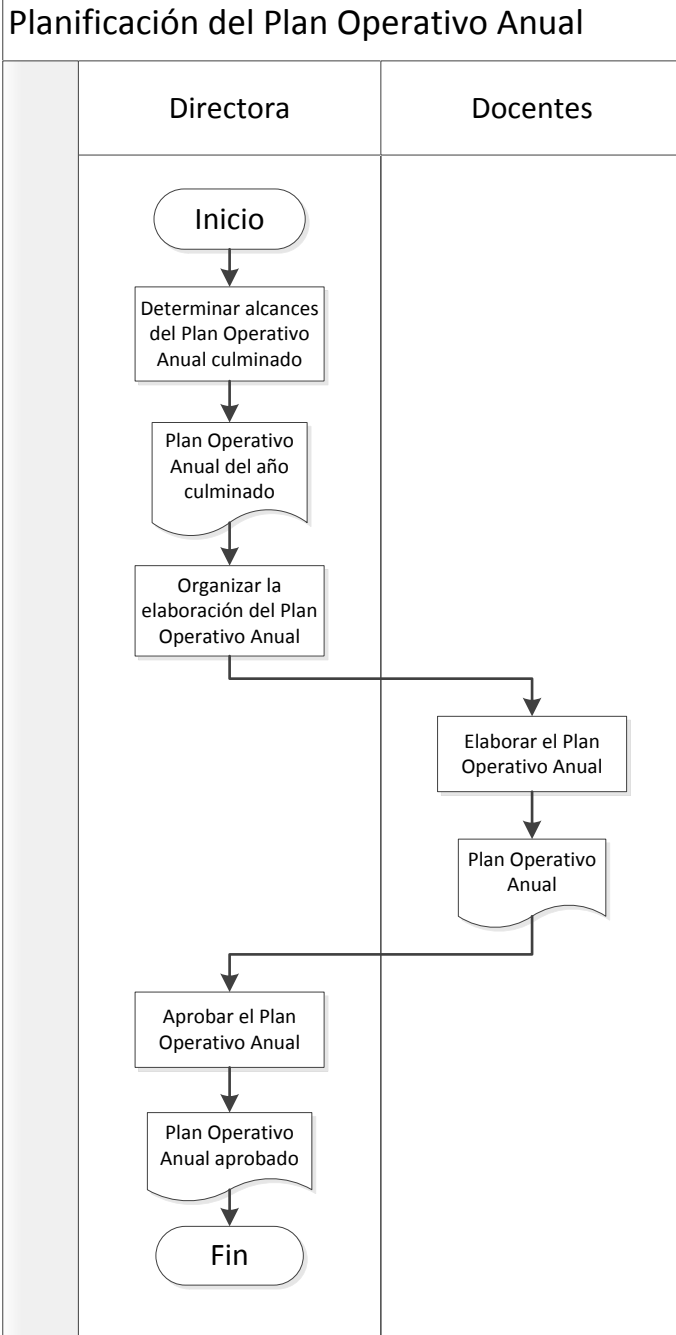 Planificación del Plan Operativo Anual
Directora
Docentes
Inicio
Determinar alcances
del Plan Operativo
Anual culminado
Plan Operativo
Anual del año
culminado
Organizar la
elaboración del Plan
Operativo Anual
Elaborar el Plan
Operativo Anual
Plan Operativo
Anual
Aprobar el Plan
Operativo Anual
Plan Operativo
Anual aprobado
Fin